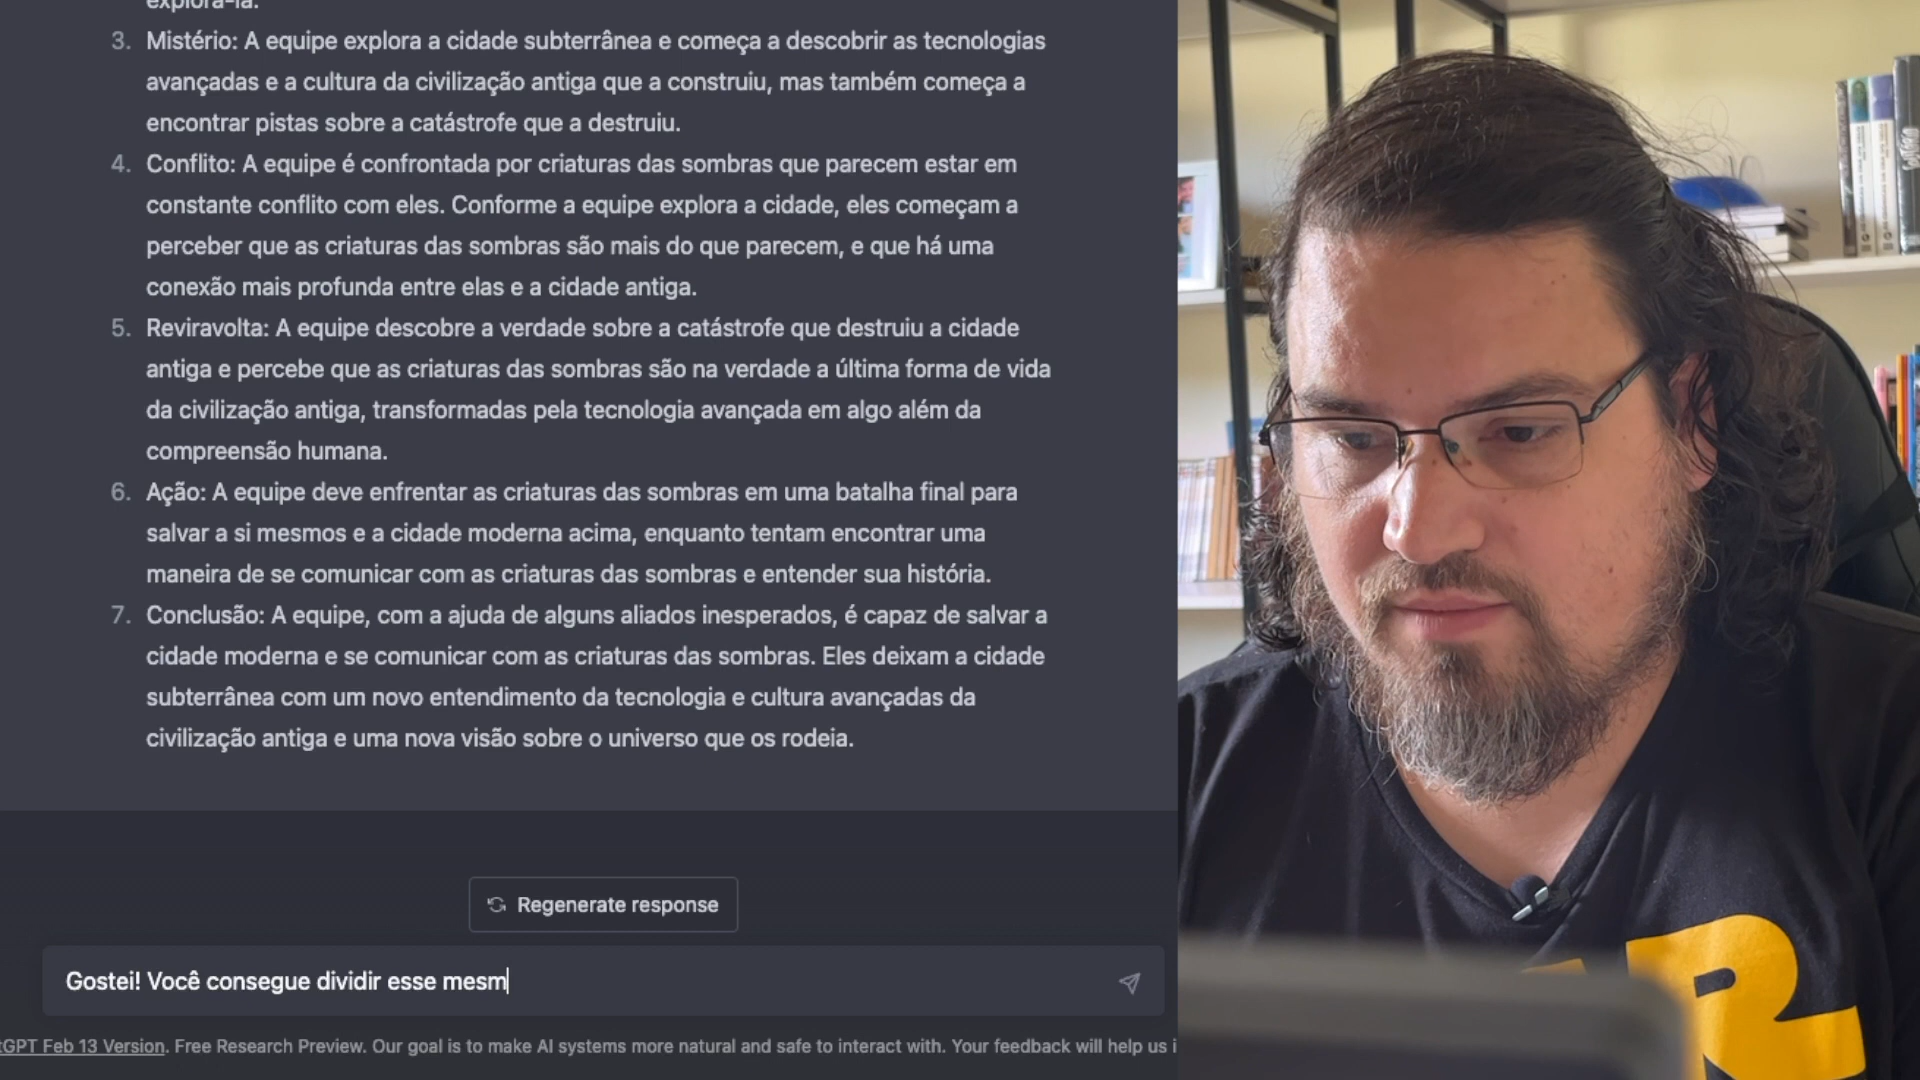 explorá-la.
3. Mistério: A equipe explora a cidade subterrânea e começa a descobrir as tecnologias
avançadas e a cultura da civilização antiga que a construiu, mas também começa a
encontrar pistas sobre a catástrofe que a destruiu.
4. Conflito: A equipe é confrontada por criaturas das sombras que parecem estar em
constante conflito com eles. Conforme a equipe explora a cidade, eles começam a
perceber que as criaturas das sombras são mais do que parecem, e que há uma
conexão mais profunda entre elas e a cidade antiga.
5. Reviravolta: A equipe descobre a verdade sobre a catástrofe que destruiu a cidade
antiga e percebe que as criaturas das sombras são na verdade a última forma de vida
da civilização antiga, transformadas pela tecnologia avançada em algo além da
compreensão humana.
6. Ação: A equipe deve enfrentar as criaturas das sombras em uma batalha final para
salvar a si mesmos e a cidade moderna acima, enquanto tentam encontrar uma
maneira de se comunicar com as criaturas das sombras e entender sua história.
7. Conclusão: A equipe, com a ajuda de alguns aliados inesperados, é capaz de salvar a
cidade moderna e se comunicar com as criaturas das sombras. Eles deixam a cidade
subterrânea com um novo entendimento da tecnologia e cultura avançadas da
civilização antiga e uma nova visão sobre o universo que os rodeia.
Regenerate response
Gostei! Você consegue dividir esse mesm
tGPT Feb 13 Version. Free Research Preview. Our goal is to make AI systems more natural and safe to interact with. Your feedback will help us i
R